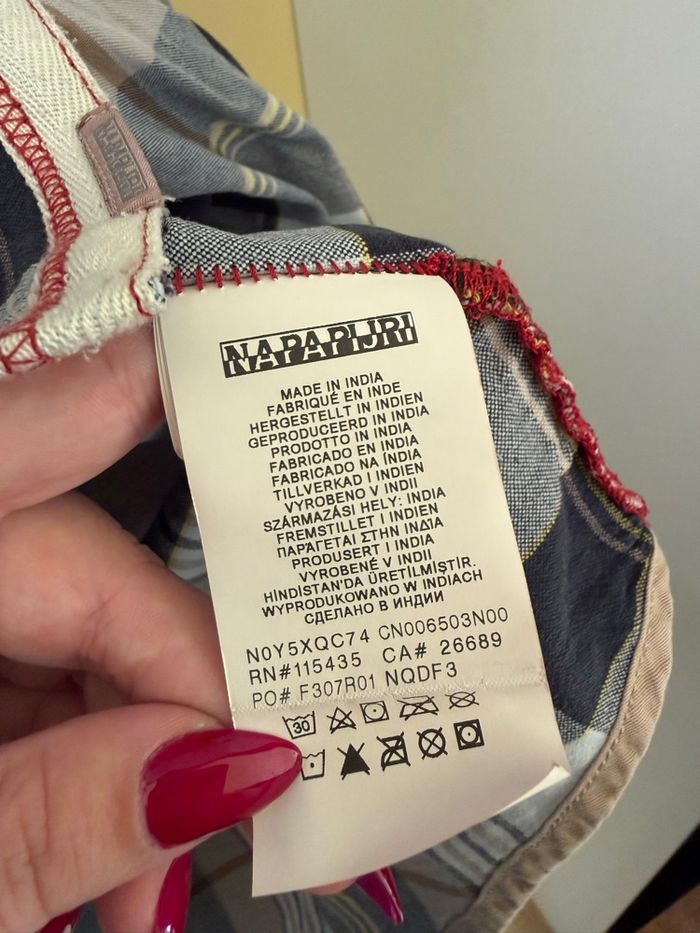 NAPAPIJRI
NAPAPIJRI
MADE IN INDIA
FABRIQUÉ EN INDE
HERGESTELLT IN INDIEN
GEPRODUCEERD IN INDIA
PRODOTTO IN INDIA
FABRICADO EN INDIA
FABRICADO NA ÍNDIA
TILLVERKAD I INDIEN
VYROBENO V INDII
SZÁRMAZÁSI HELY: INDIA
FREMSTILLET I INDIEN
ΠΑΡΑΓΕΤΑΙ ΣΤΗΝ ΙΝΔΙΑ
PRODUSERT I INDIA
VYROBENÉ V INDII
HİNDİSTAN'DA ÜRETİLMİŞTİR.
WYPRODUKOWANO W INDIACH
СДЕЛАНО В ИНДИИ
N0Y5XQC74 CN006503N00
RN#115435 CA# 26689
PO# F307R01 NQDF3
30